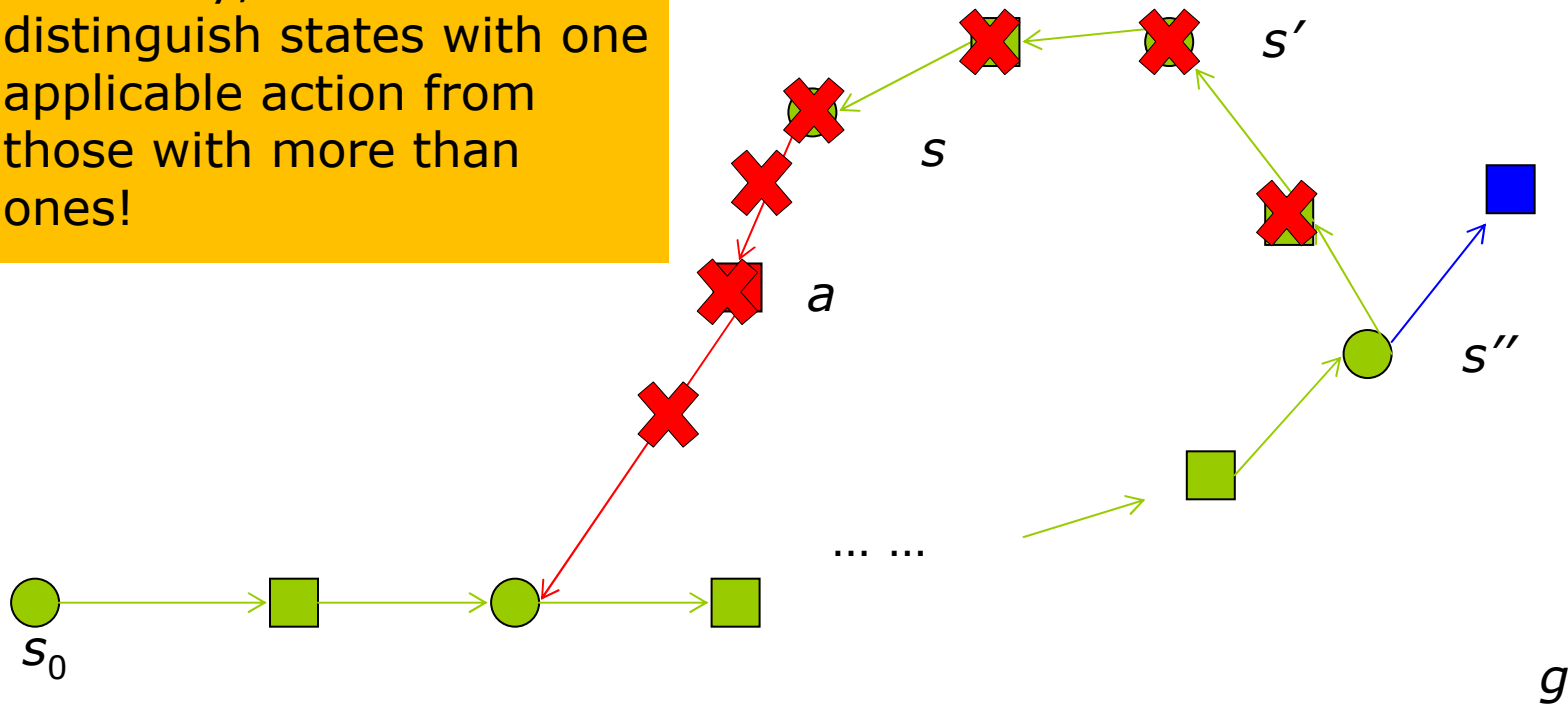 distinguish states with one
applicable action from
those with more than
ones!
s′
s
a
s″
... ...
s0
g